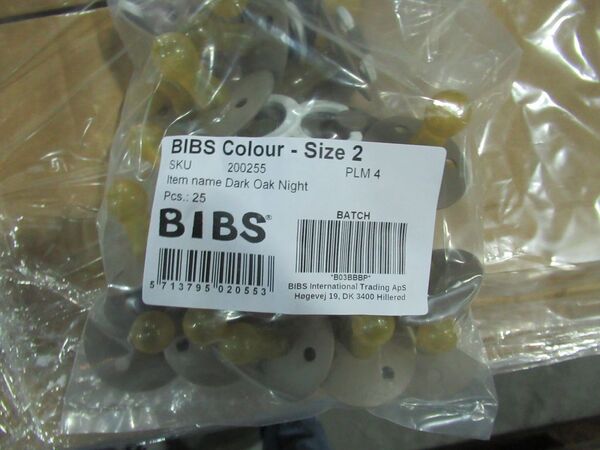 BIBS Colour - Size 2
SKU 200255 PLM 4
Item name Dark Oak Night
Pcs.: 25
BIBS®
BATCH
*B03BBBP*
BIBS International Trading ApS
Høgevej 19, DK 3400 Hillerød
5 713795 020553